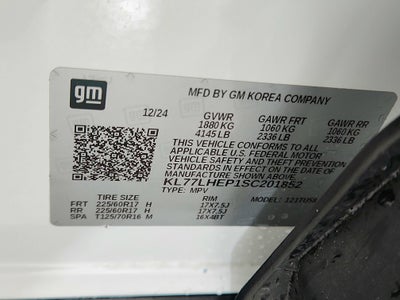 gm
MFD BY GM KOREA COMPANY
12/24 GVWR GAWR FRT GAWR RR
1880 KG 1060 KG 1060 KG
4145 LB 2336 LB 2336 LB
THIS VEHICLE CONFORMS TO ALL
APPLICABLE U.S. FEDERAL MOTOR VEHICLE
SAFETY, BUMPER, AND THEFT PREVENTION
STANDARDS IN EFFECT ON THE DATE OF
MANUFACTURE SHOWN ABOVE.
KL77LHEP1SC201852
TYPE: MPV
TIRE SIZE RIM
FRT 225/60R17 H 17X7.5J
RR 225/60R17 H 17X7.5J
SPA T125/70R16 M 16X4BT